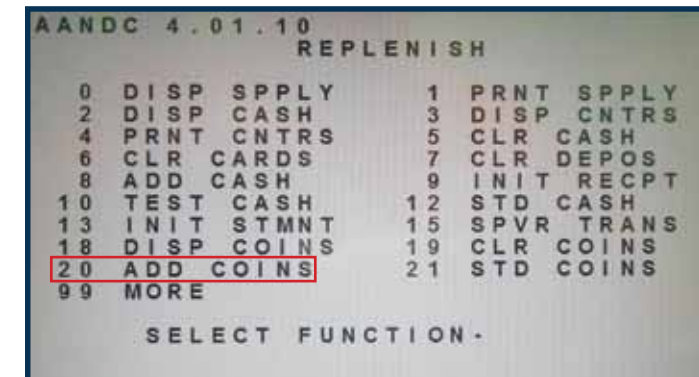 AANDC 4.01.10
REPLENISH
0 DISP SPPLY 1 PRNT SPPLY
2 DISP CASH 3 DISP CNTRS
4 PRNT CNTRS 5 CLR CASH
6 CLR CARDS 7 CLR DEPOS
8 ADD CASH 9 INIT RECPT
10 TEST CASH 12 STD CASH
13 INIT STMNT 15 SPVR TRANS
18 DISP COINS 19 CLR COINS
20 ADD COINS 21 STD COINS
99 MORE
SELECT FUNCTION-